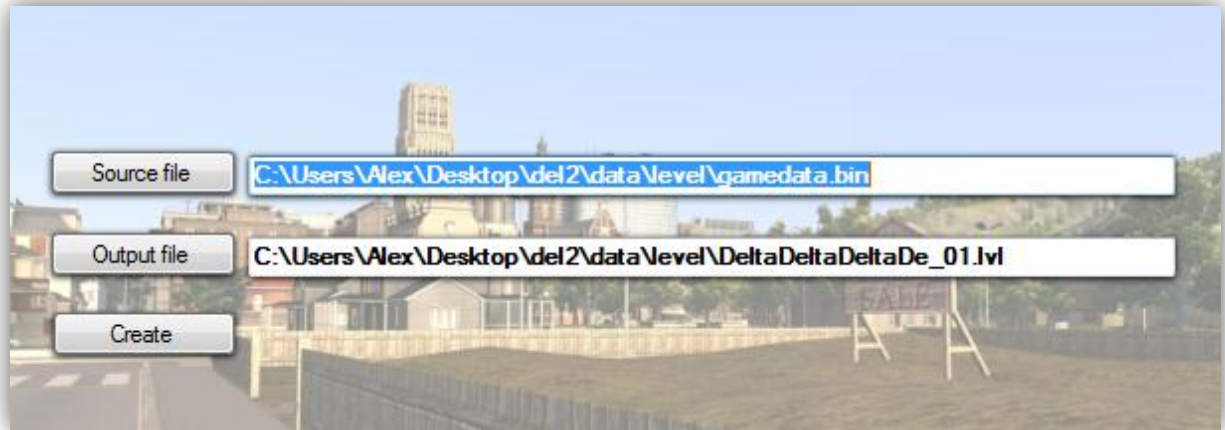 Source file
C:\Users\Alex\Desktop\del2\data\level\gamedata.bin
Output file
C:\Users\Alex\Desktop\del2\data\level\DeltaDeltaDeltaDe_01.lvl
SALE
Create